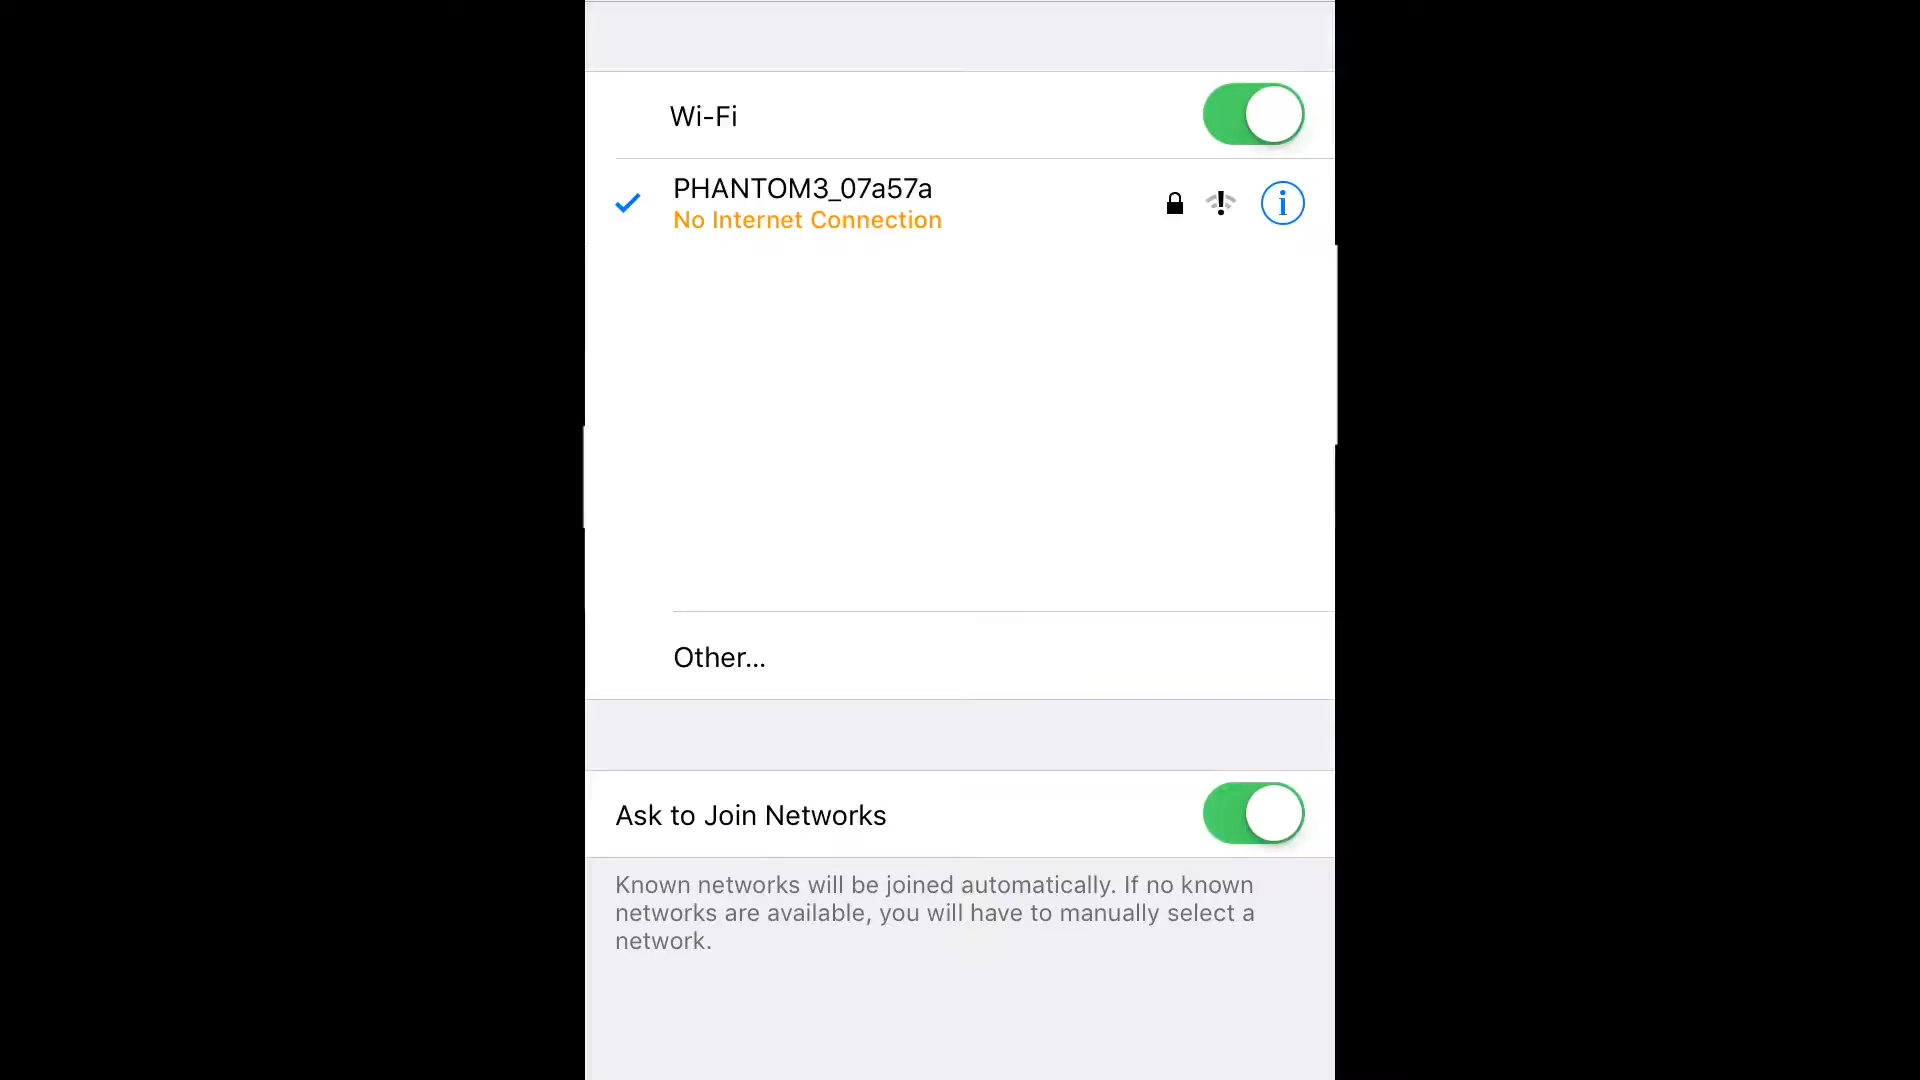 Wi-Fi
PHANTOM3_07a57a
No Internet Connection
Other...
Ask to Join Networks
Known networks will be joined automatically. If no known
networks are available, you will have to manually select a
network.